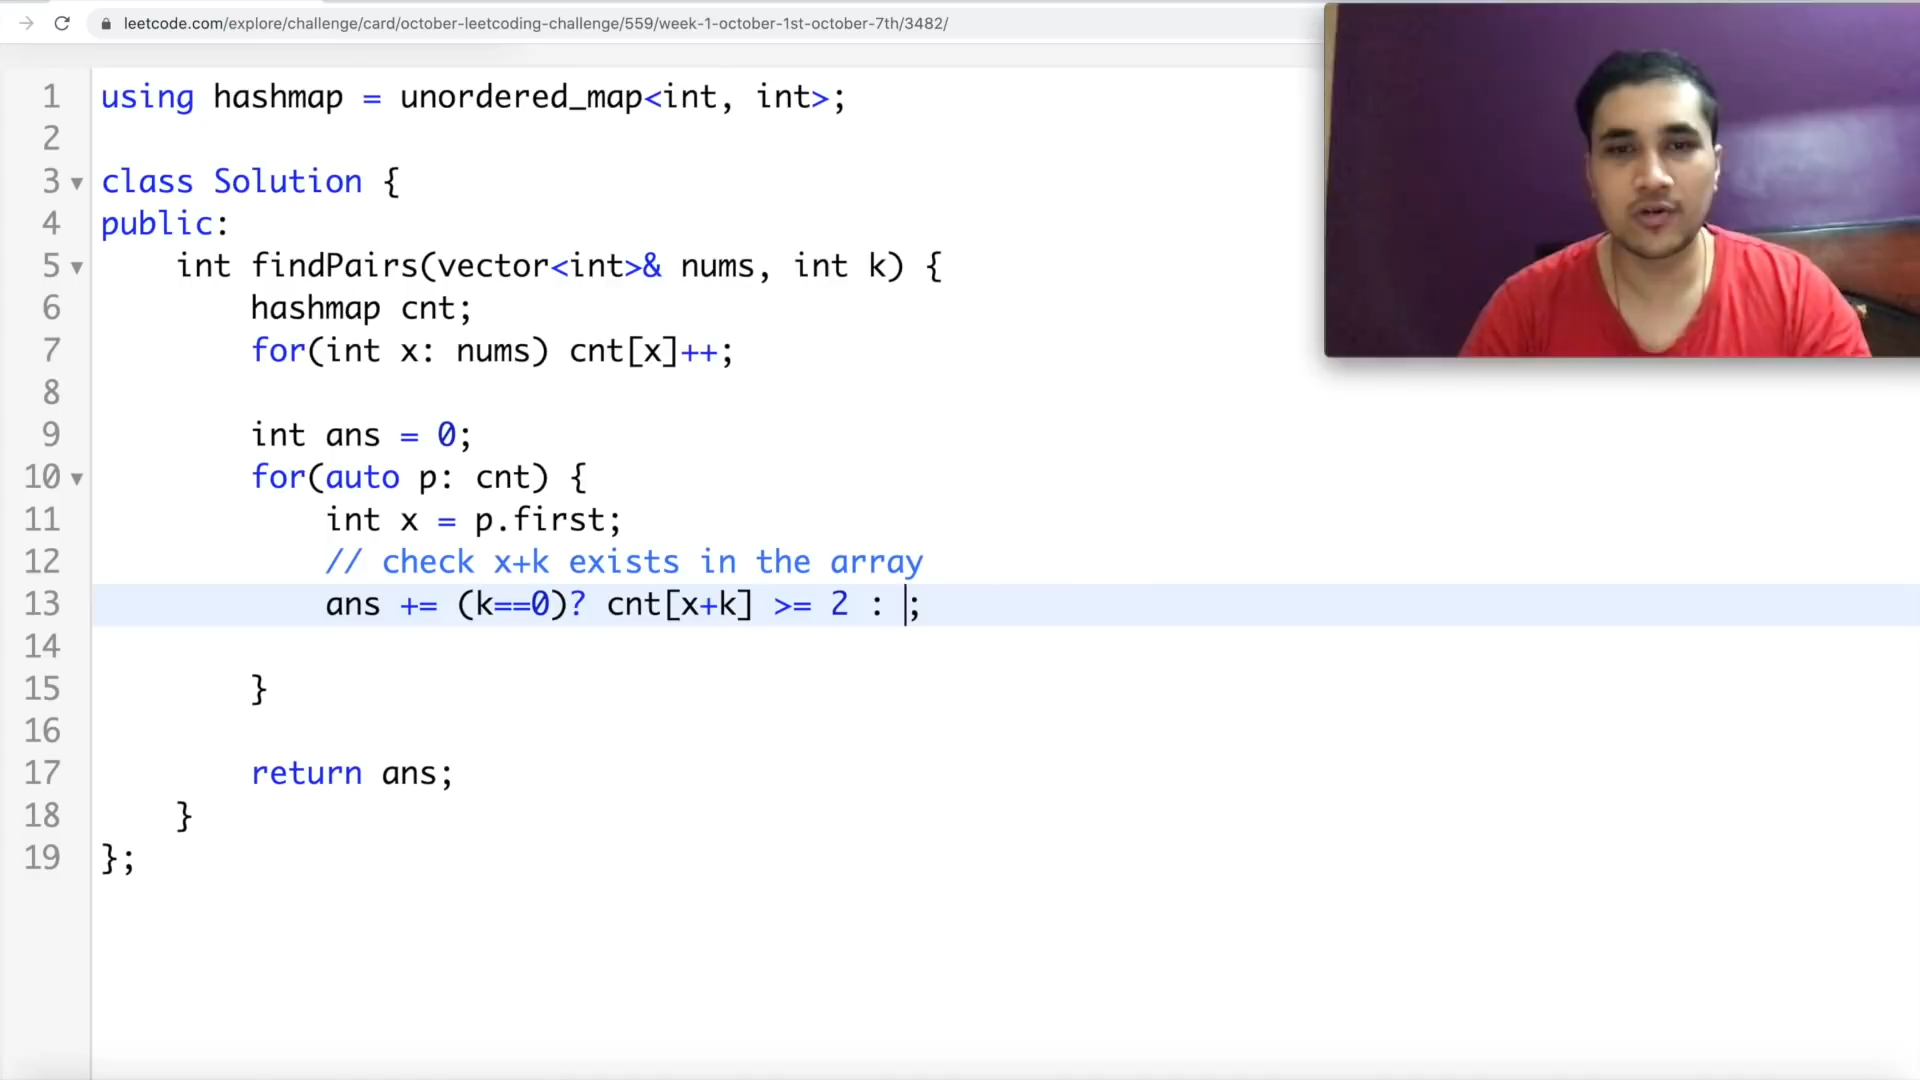 leetcode.com/explore/challenge/card/october-leetcoding-challenge/559/week-1-october-1st-october-7th/3482/
1 using hashmap = unordered_map<int, int>;
2
3 class Solution {
4 public:
5 int findPairs(vector<int>& nums, int k) {
6 hashmap cnt;
7 for(int x: nums) cnt[x]++;
8
9 int ans = 0;
10 for(auto p: cnt) {
11 int x = p.first;
12 // check x+k exists in the array
13 ans += (k==0)? cnt[x+k] >= 2 : ;
14
15 }
16
17 return ans;
18 }
19 };